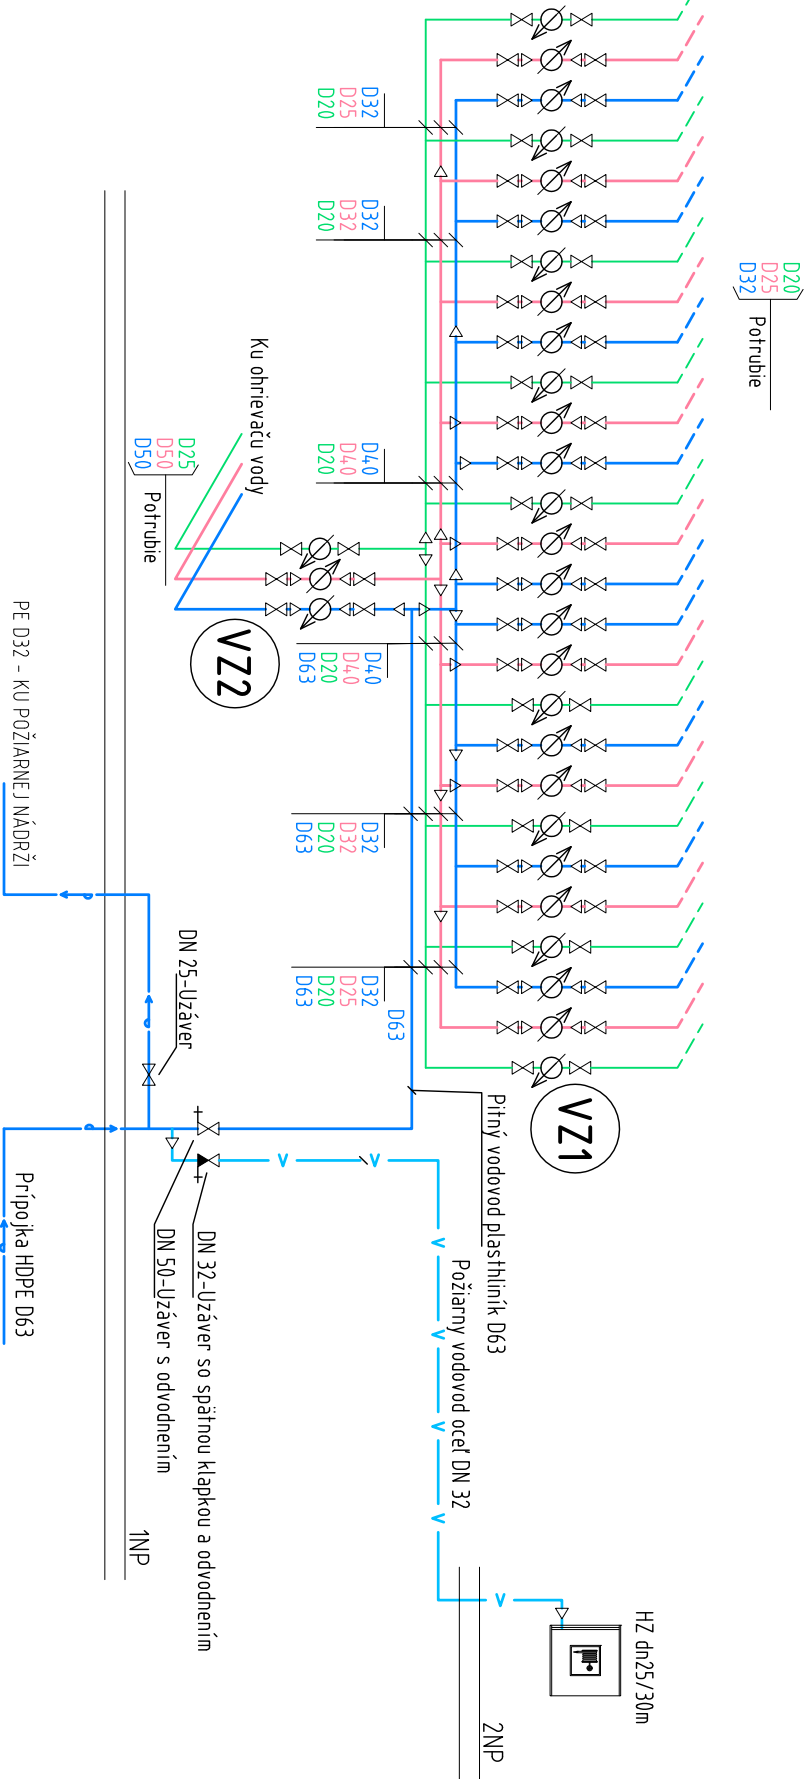 D20
D25
D32
Potrubie
D32
D25
D20
D32
D32
D20
D40
D40
D20
Ku ohrievaču vody
D25
D50
D50
Potrubie
VZ2
D40
D40
D20
D63
D32
D32
D20
D63
D32
D25
D20
D63
D63
VZ1
PE D32 - KU POŽIARNEJ NÁDRŽI
DN 25-Uzáver
Prípojka HDPE D63
DN 50-Uzáver s odvodnením
DN 32-Uzáver so spätnou klapkou a odvodnením
Pitný vodovod plasthliník D63
Požiarny vodovod oceľ DN 32
1NP
HZ dn25/30m
2NP